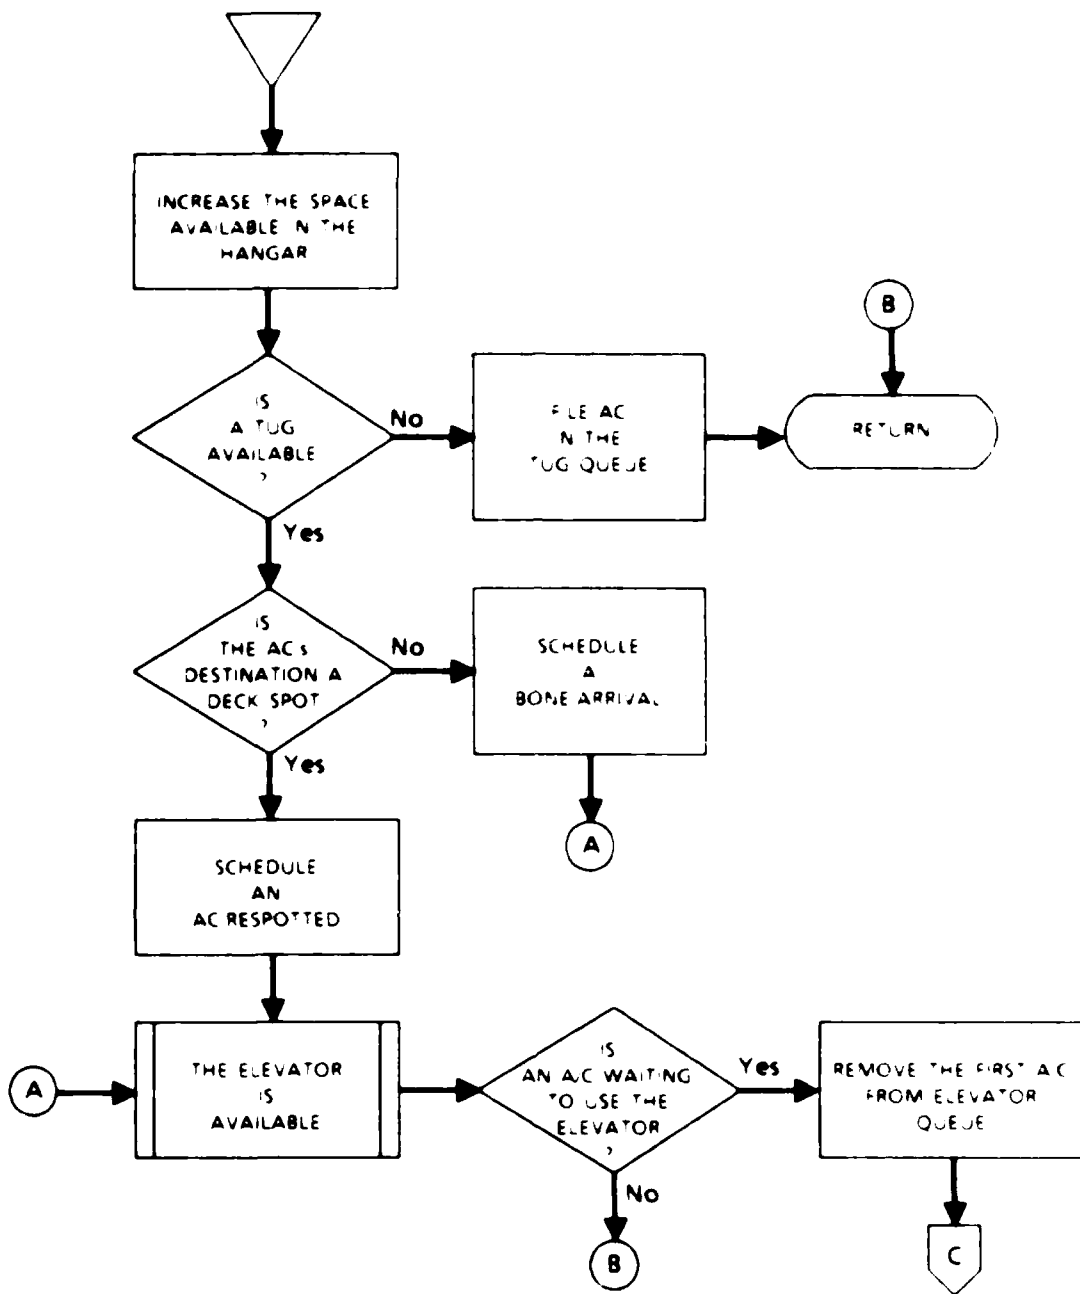 INCREASE THE SPACE
AVAILABLE IN THE
HANGAR
B
IS
A TUG
AVAILABLE
?
No
FILE AC
IN THE
TUG QUEUE
RETURN
Yes
IS
THE AC's
DESTINATION A
DECK SPOT
?
No
SCHEDULE
A
BONE ARRIVAL
Yes
A
SCHEDULE
AN
AC RESPOTTED
A
THE ELEVATOR
IS
AVAILABLE
IS
AN A/C WAITING
TO USE THE
ELEVATOR
?
Yes
REMOVE THE FIRST A/C
FROM ELEVATOR
QUEUE
No
B
C